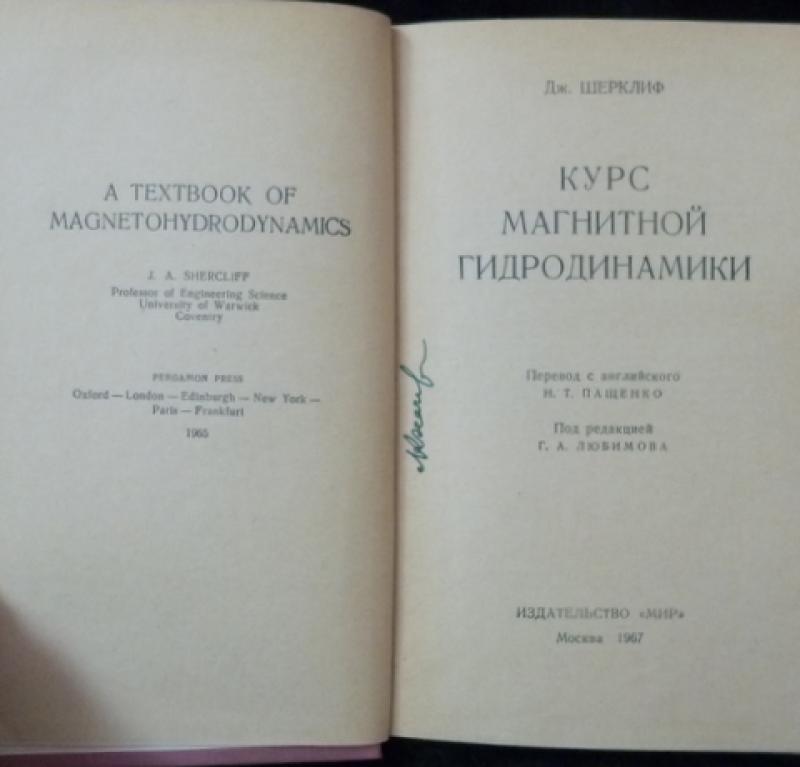 A TEXTBOOK OF
MAGNETOHYDRODYNAMICS
J. A. SHERCLIFF
Professor of Engineering Science
University of Warwick
Coventry
PERGAMON PRESS
Oxford — London — Edinburgh — New York —
Paris — Frankfurt
1965
Дж. ШЕРКЛИФ
КУРС
МАГНИТНОЙ
ГИДРОДИНАМИКИ
Перевод с английского
Н. Т. ПАЩЕНКО
Под редакцией
Г. А. ЛЮБИМОВА
ИЗДАТЕЛЬСТВО «МИР»
Москва 1967